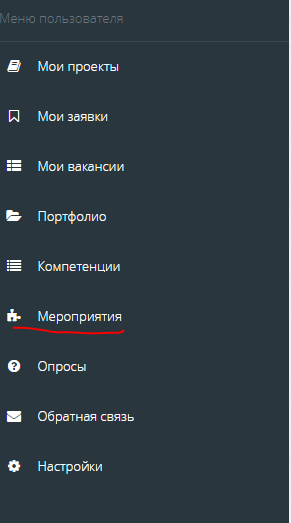 Меню пользователя
Мои проекты
Мои заявки
Мои вакансии
Портфолио
Компетенции
Мероприятия
Опросы
Обратная связь
Настройки